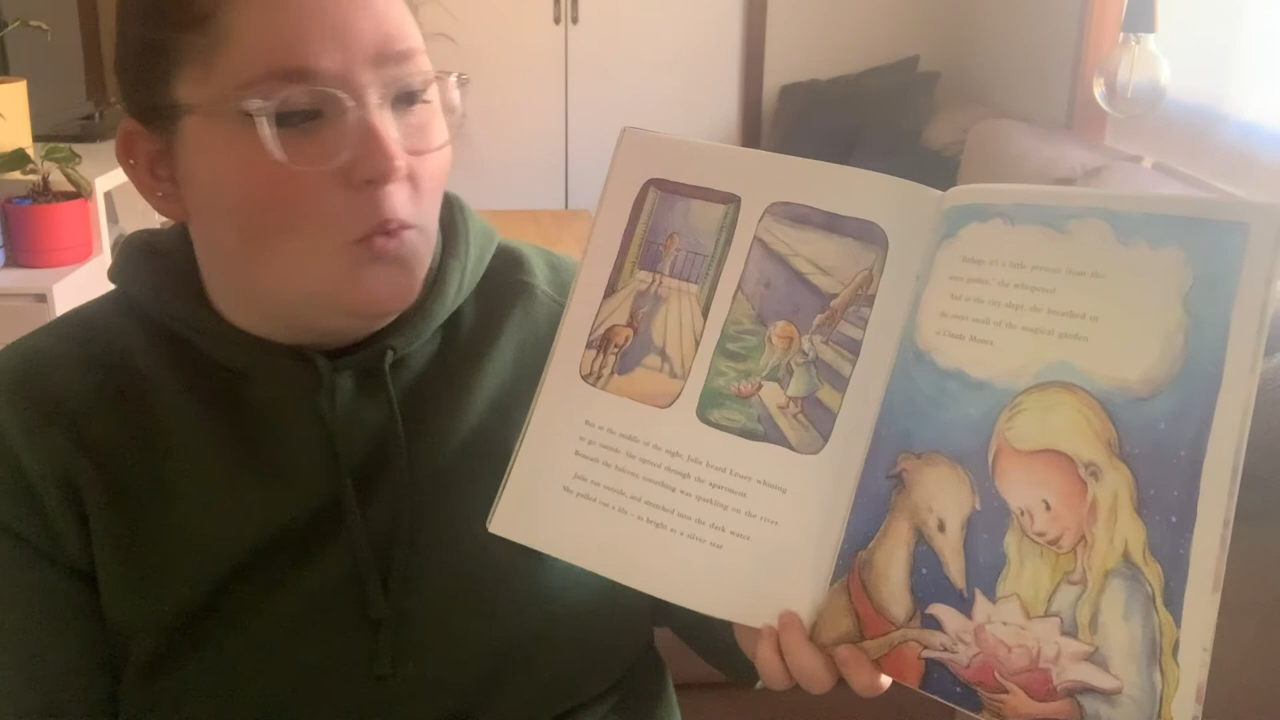 But in the middle of the night, Julie heard Lowey whining
to go outside. She tiptoed through the apartment.
Beneath the balcony, something was sparkling on the river.
Julie ran outside, and stretched into the dark water.
She pulled out a lily – as bright as a silver star.
"Perhaps it's a little present from the
water garden," she whispered.
And as the city slept, she breathed in
the sweet smell of the magical garden
of Claude Monet.